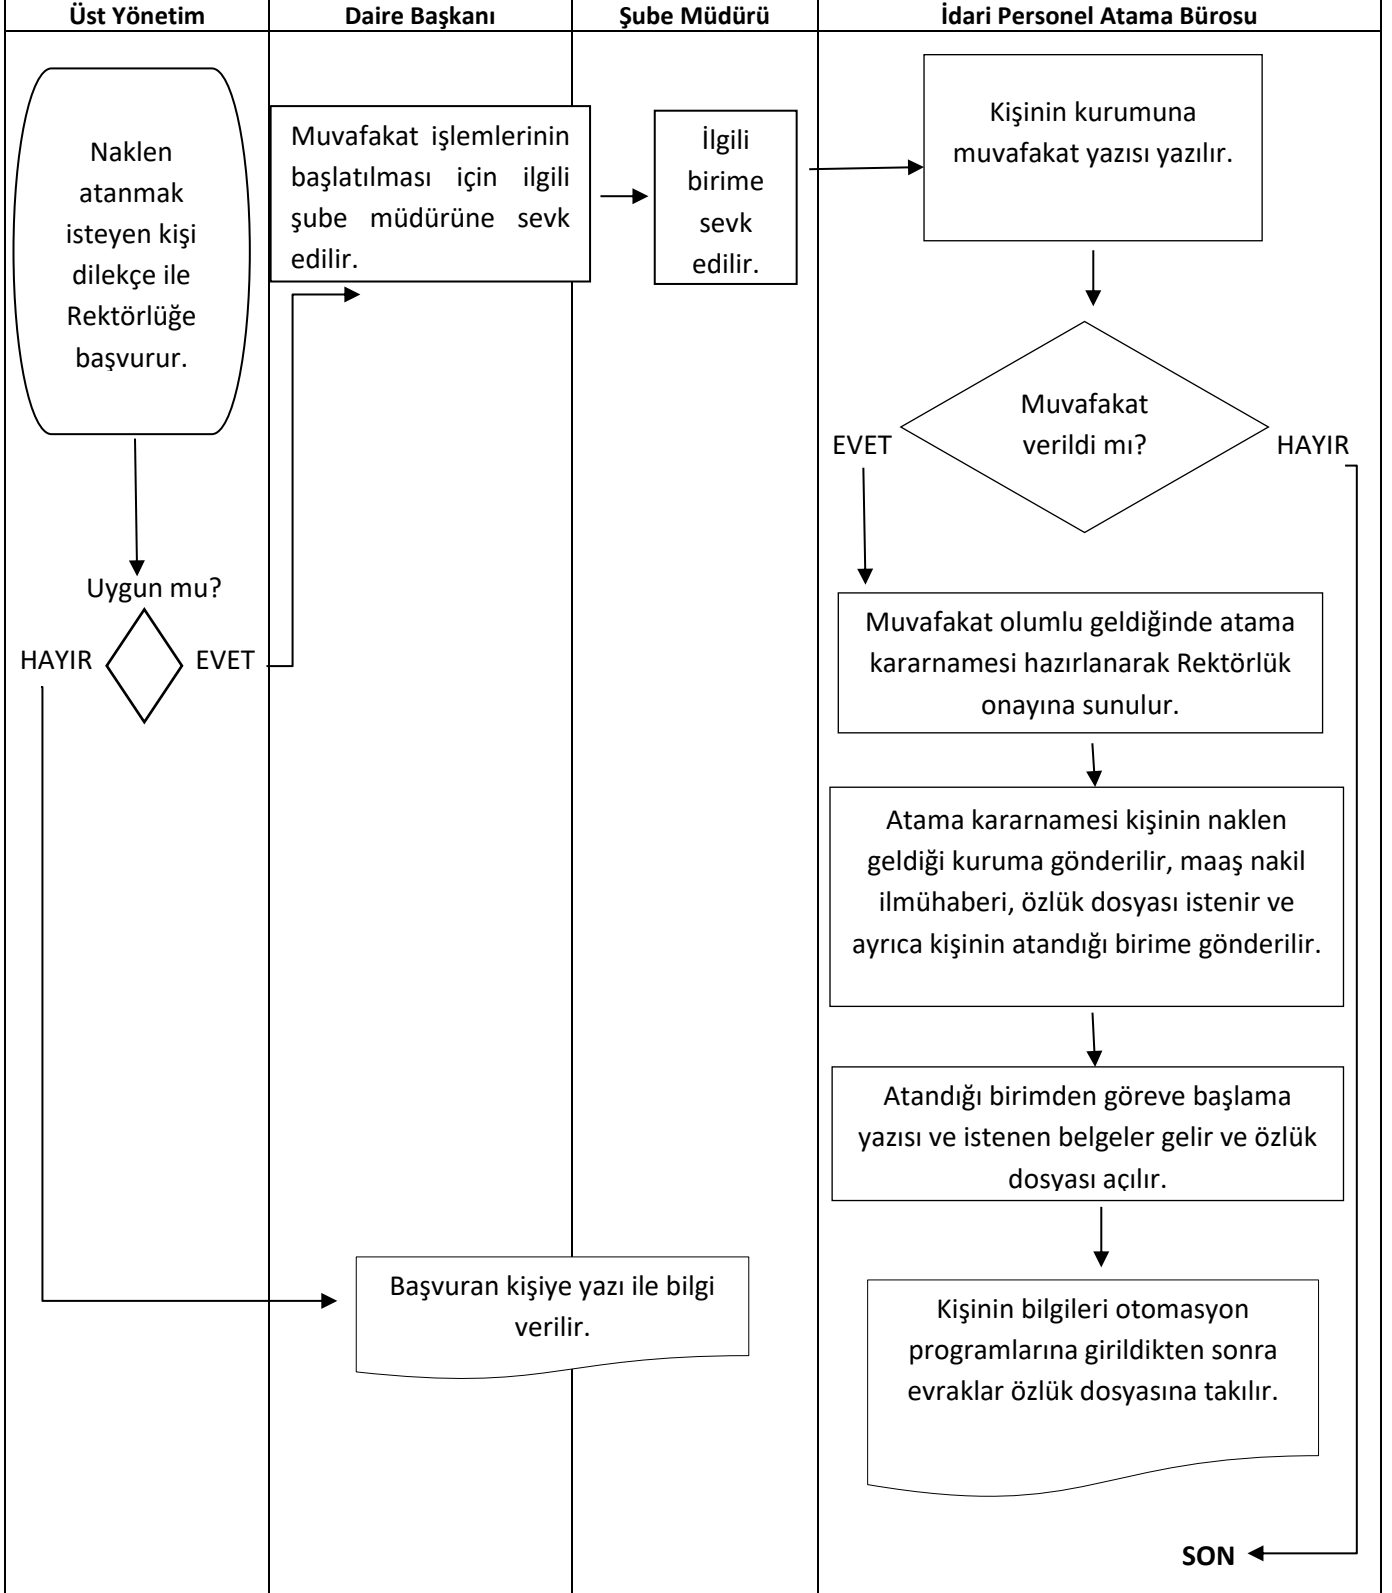 Üst Yönetim
Daire Başkanı
Şube Müdürü
İdari Personel Atama Bürosu
Naklen
atanmak
isteyen kişi
dilekçe ile
Rektörlüğe
başvurur.
Muvafakat işlemlerinin
başlatılması için ilgili
şube müdürüne sevk
edilir.
İlgili
birime
sevk
edilir.
Kişinin kurumuna
muvafakat yazısı yazılır.
Muvafakat
verildi mı?
EVET
HAYIR
Uygun mu?
HAYIR
EVET
Muvafakat olumlu geldiğinde atama
kararnamesi hazırlanarak Rektörlük
onayına sunulur.
Atama kararnamesi kişinin naklen
geldiği kuruma gönderilir, maaş nakil
ilmühaberi, özlük dosyası istenir ve
ayrıca kişinin atandığı birime gönderilir.
Atandığı birimden göreve başlama
yazısı ve istenen belgeler gelir ve özlük
dosyası açılır.
Başvuran kişiye yazı ile bilgi
verilir.
Kişinin bilgileri otomasyon
programlarına girildikten sonra
evraklar özlük dosyasına takılır.
SON